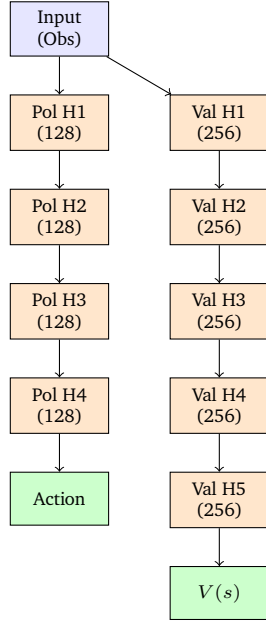 Input
(Obs)
Pol H1
(128)
Val H1
(256)
Pol H2
(128)
Val H2
(256)
Pol H3
(128)
Val H3
(256)
Pol H4
(128)
Val H4
(256)
Action
Val H5
(256)
V(s)